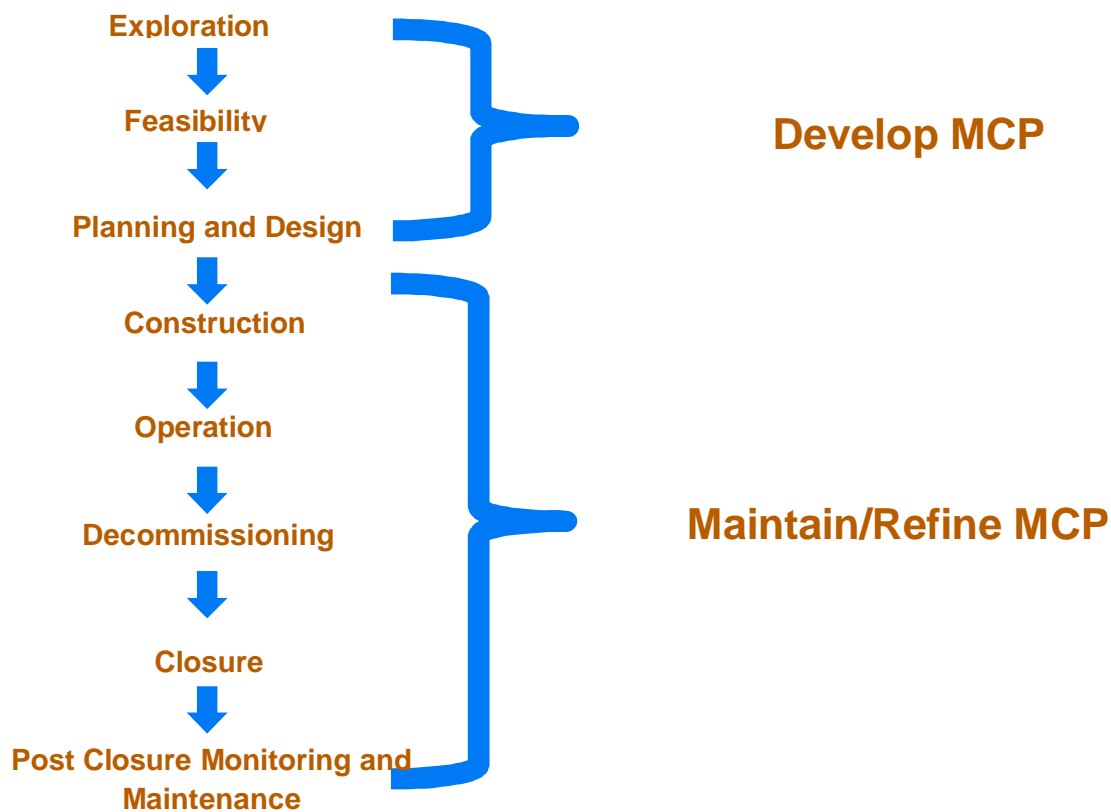 Exploration
Feasibility
Develop MCP
Planning and Design
Construction
Operation
Maintain/Refine MCP
Decommissioning
Closure
Post Closure Monitoring and
Maintenance